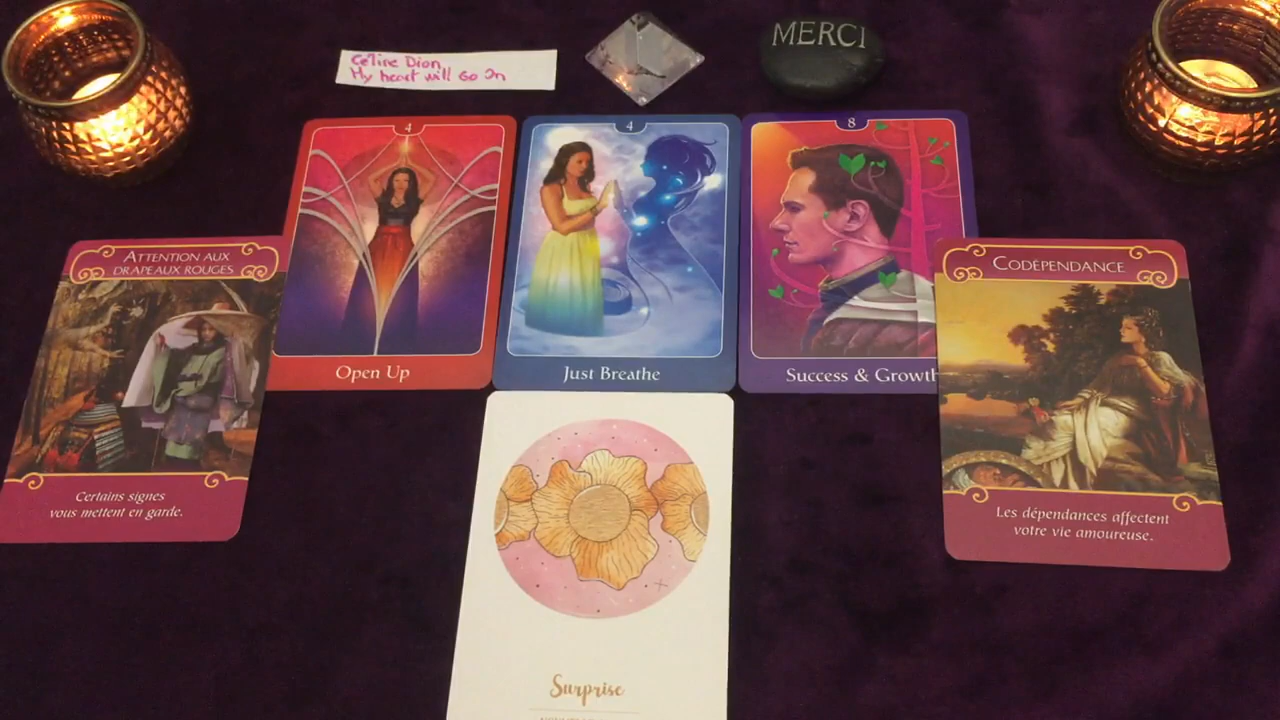 Celine Dion
My heart will Go On
MERCI
4
Open Up
4
Just Breathe
8
Success & Growth
ATTENTION AUX
DRAPEAUX ROUGES
Certains signes
vous mettent en garde.
CODÉPENDANCE
Les dépendances affectent
votre vie amoureuse.
Surprise